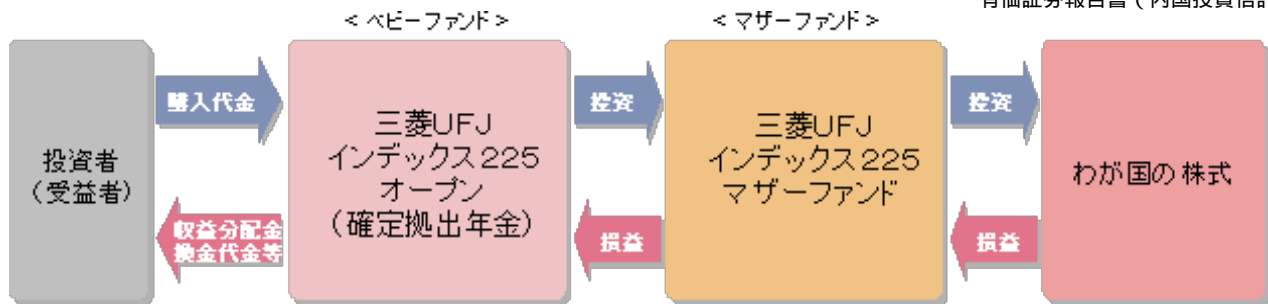 有価証券報告書(内国投資信託
<ベビーファンド>
<マザーファンド>
投資者
(受益者)
購入代金
収益分配金
換金代金等
三菱UFJ
インデックス225
オープン
(確定拠出年金)
投資
損益
三菱UFJ
インデックス225
マザーファンド
投資
損益
わが国の株式